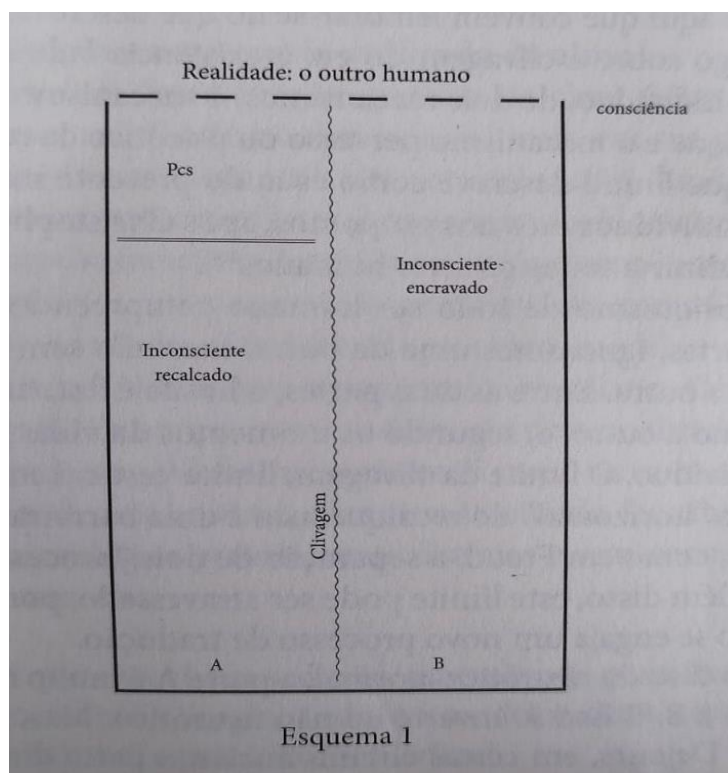 Realidade: o outro humano
consciência
Pcs
Inconsciente-
encravado
Inconsciente
recalcado
Clivagem
A
B
Esquema 1